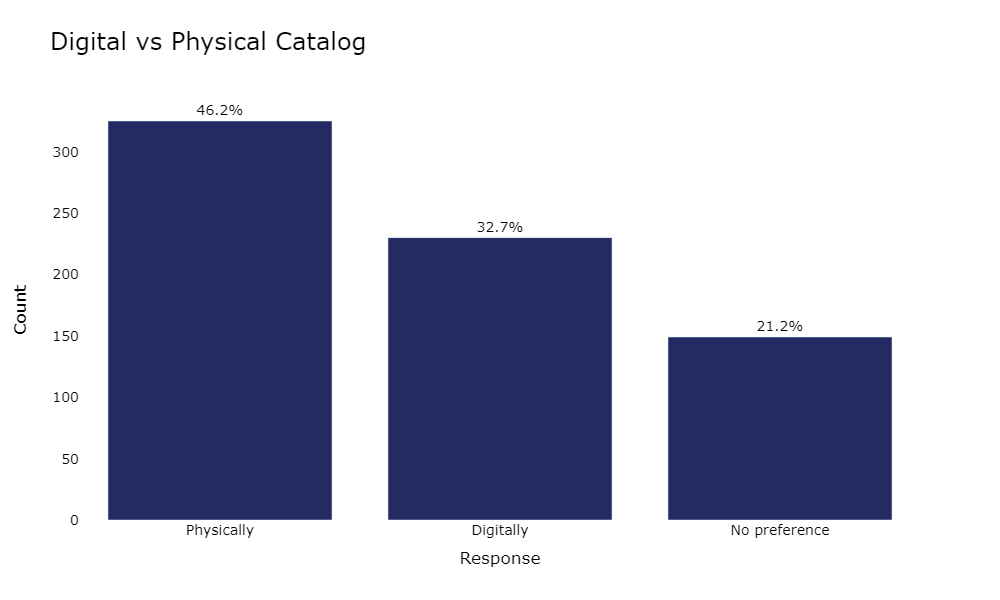 Digital vs Physical Catalog
46.2%
32.7%
21.2%
300
250
200
150
100
50
0
Count
Physically
Digitally
No preference
Response